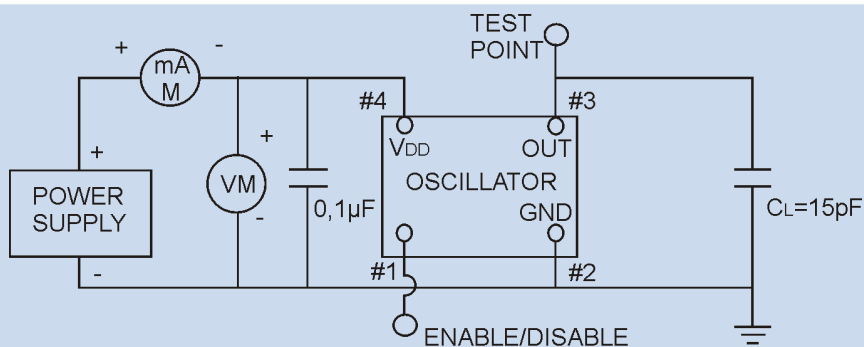 TEST
POINT
+ -
mA
M
#4 #3
+ +
VDD OUT
POWER
SUPPLY
VM
0,1µF
OSCILLATOR
GND
CL=15pF
- -
#1 #2
ENABLE/DISABLE